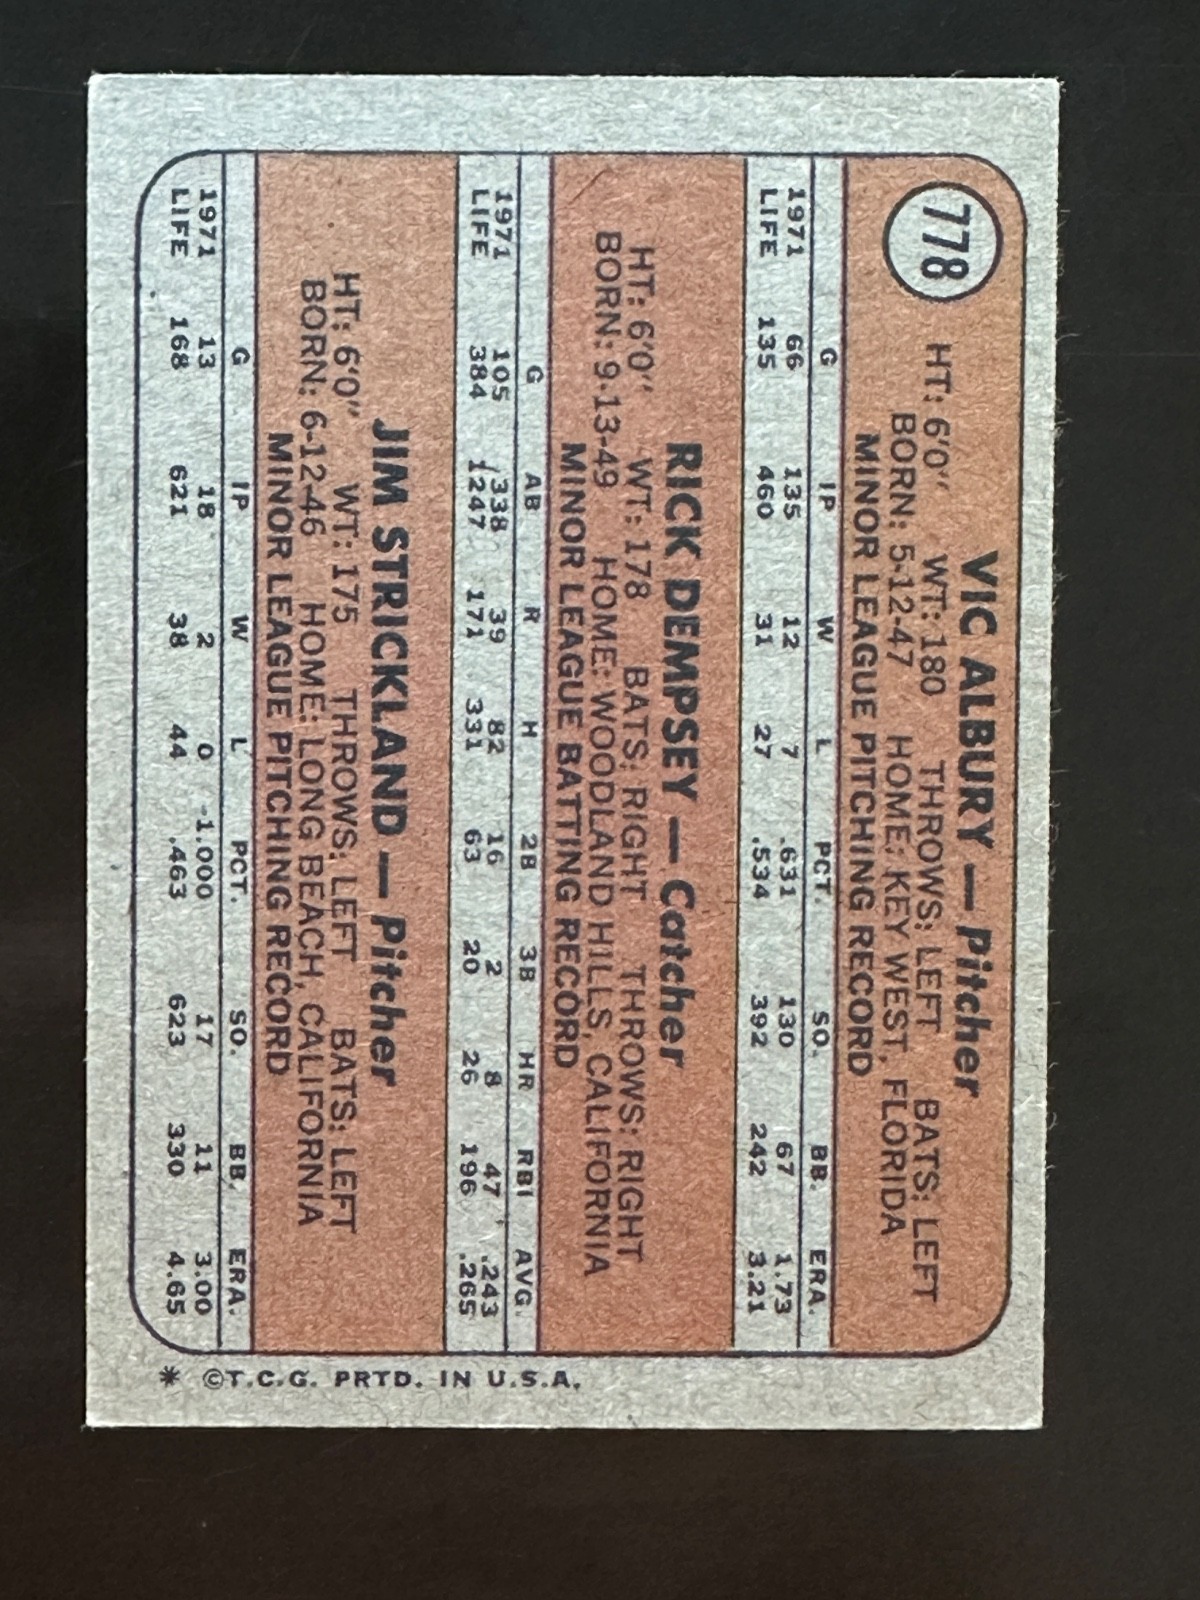 778
VIC ALBURY — Pitcher
HT: 6'0" WT: 180 THROWS: LEFT BATS: LEFT
BORN: 5-12-47 HOME: KEY WEST, FLORIDA
MINOR LEAGUE PITCHING RECORD
G IP W L PCT. SO. BB. ERA.
1971 66 135 12 7 .631 130 67 1.73
LIFE 135 460 31 27 .534 392 242 3.21
RICK DEMPSEY — Catcher
HT: 6'0" WT: 178 BATS: RIGHT THROWS: RIGHT
BORN: 9-13-49 HOME: WOODLAND HILLS, CALIFORNIA
MINOR LEAGUE BATTING RECORD
G AB R H 2B 3B HR RBI AVG.
1971 105 338 39 82 16 2 8 47 .243
LIFE 384 1247 171 331 63 20 26 196 .265
JIM STRICKLAND — Pitcher
HT: 6'0" WT: 175 THROWS: LEFT BATS: LEFT
BORN: 6-12-46 HOME: LONG BEACH, CALIFORNIA
MINOR LEAGUE PITCHING RECORD
G IP W L PCT. SO. BB. ERA.
1971 13 18 2 0 -1.000 17 11 3.00
LIFE 168 621 38 44 .463 623 330 4.65
* ©T.C.G. PRTD. IN U.S.A.